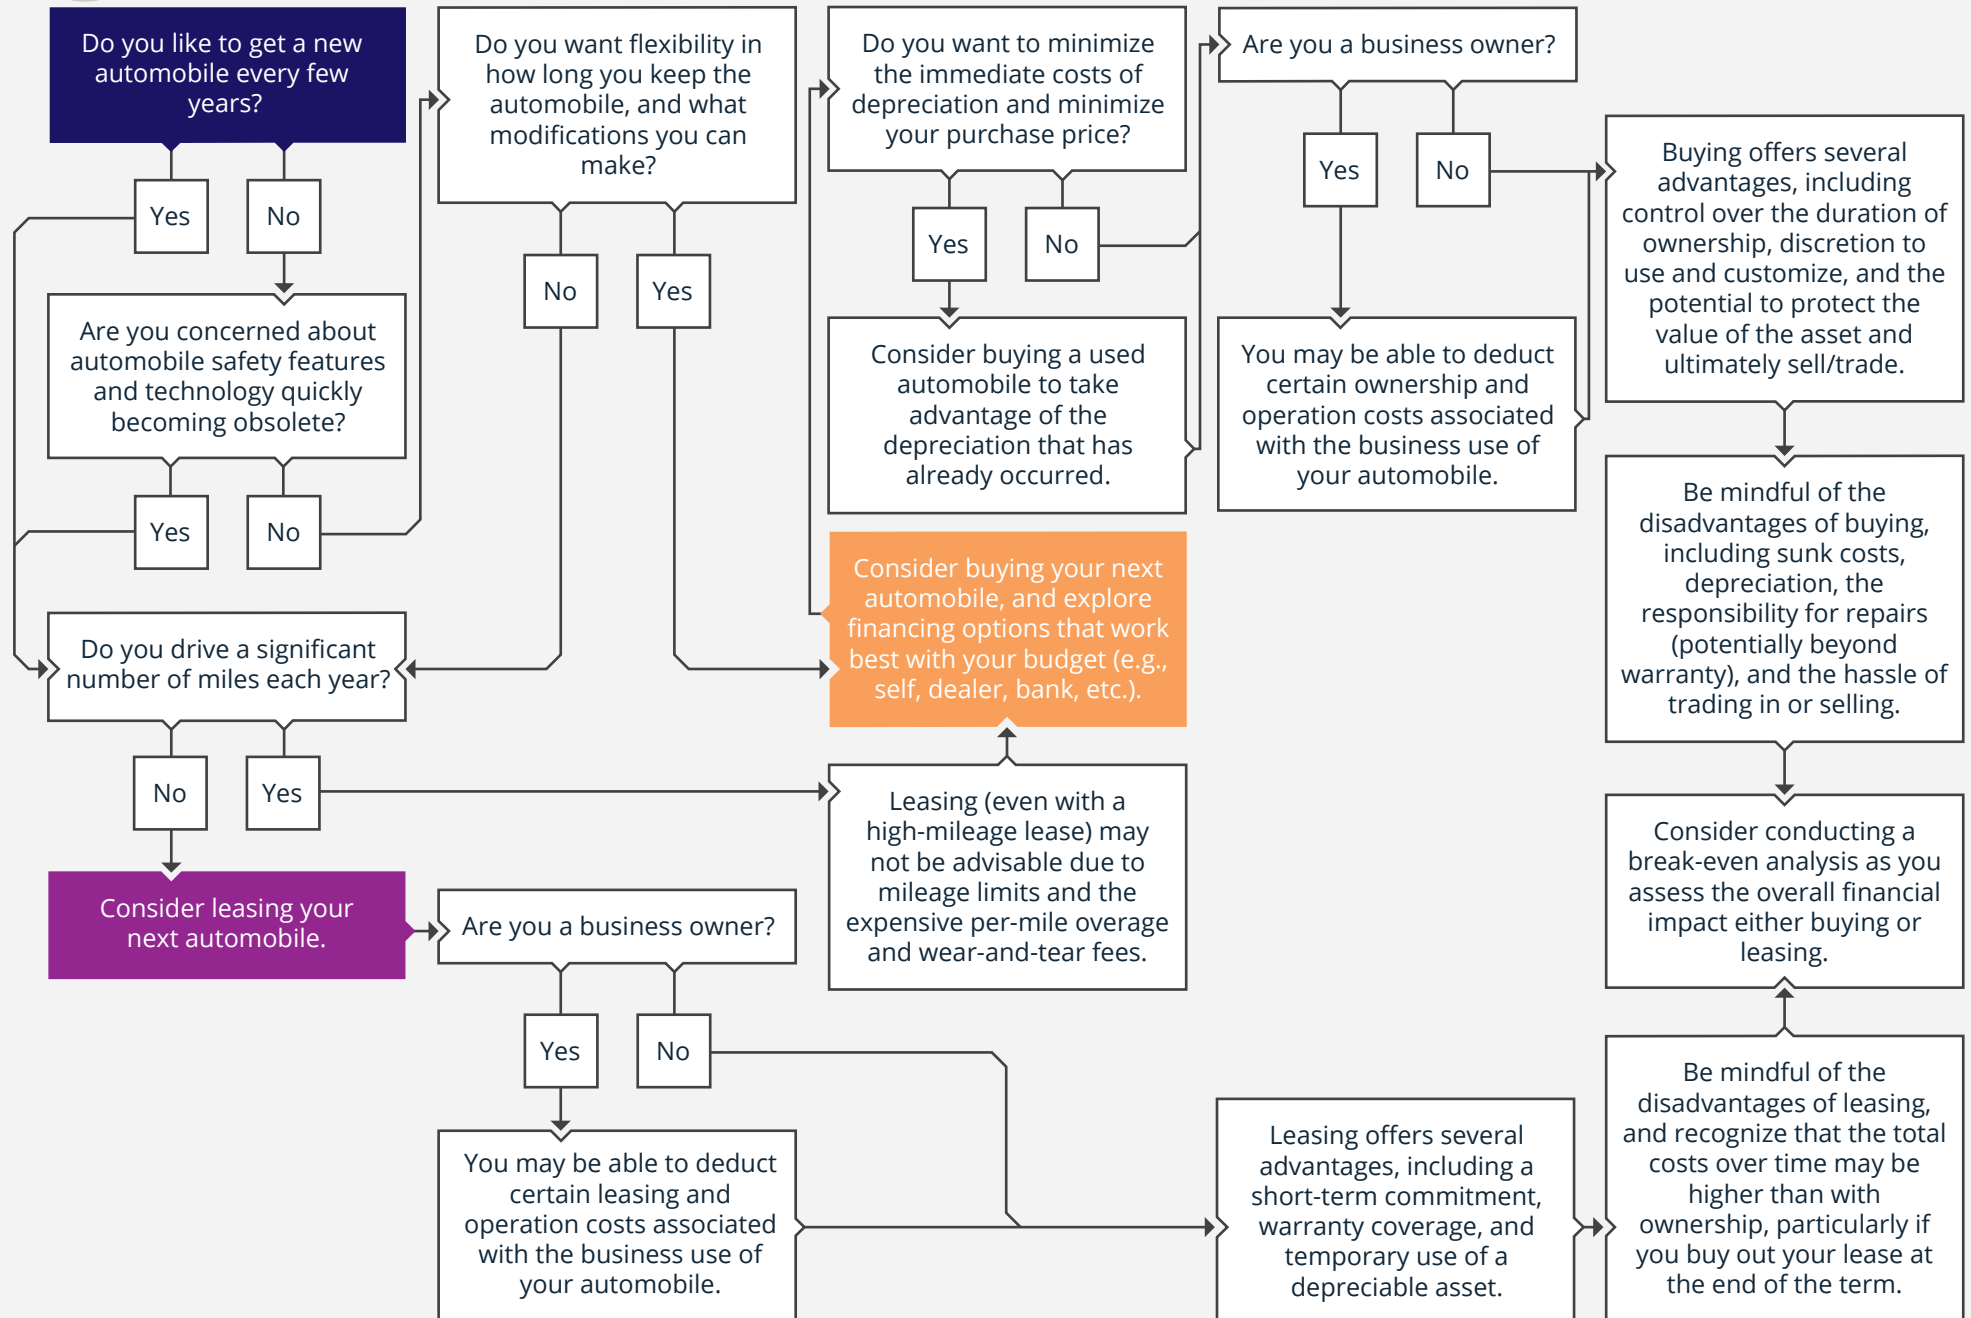 Do you like to get a new
automobile every few
years?
Yes
No
Are you concerned about
automobile safety features
and technology quickly
becoming obsolete?
Yes
No
Do you drive a significant
number of miles each year?
No
Yes
Consider leasing your
next automobile.
Do you want flexibility in
how long you keep the
automobile, and what
modifications you can
make?
No
Yes
Are you a business owner?
Yes
No
You may be able to deduct
certain leasing and
operation costs associated
with the business use of
your automobile.
Do you want to minimize
the immediate costs of
depreciation and minimize
your purchase price?
Yes
No
Consider buying a used
automobile to take
advantage of the
depreciation that has
already occurred.
Consider buying your next
automobile, and explore
financing options that work
best with your budget (e.g.,
self, dealer, bank, etc.).
Leasing (even with a
high-mileage lease) may
not be advisable due to
mileage limits and the
expensive per-mile overage
and wear-and-tear fees.
Are you a business owner?
Yes
No
You may be able to deduct
certain ownership and
operation costs associated
with the business use of
your automobile.
Leasing offers several
advantages, including a
short-term commitment,
warranty coverage, and
temporary use of a
depreciable asset.
Buying offers several
advantages, including
control over the duration of
ownership, discretion to
use and customize, and the
potential to protect the
value of the asset and
ultimately sell/trade.
Be mindful of the
disadvantages of buying,
including sunk costs,
depreciation, the
responsibility for repairs
(potentially beyond
warranty), and the hassle of
trading in or selling.
Consider conducting a
break-even analysis as you
assess the overall financial
impact either buying or
leasing.
Be mindful of the
disadvantages of leasing,
and recognize that the total
costs over time may be
higher than with
ownership, particularly if
you buy out your lease at
the end of the term.